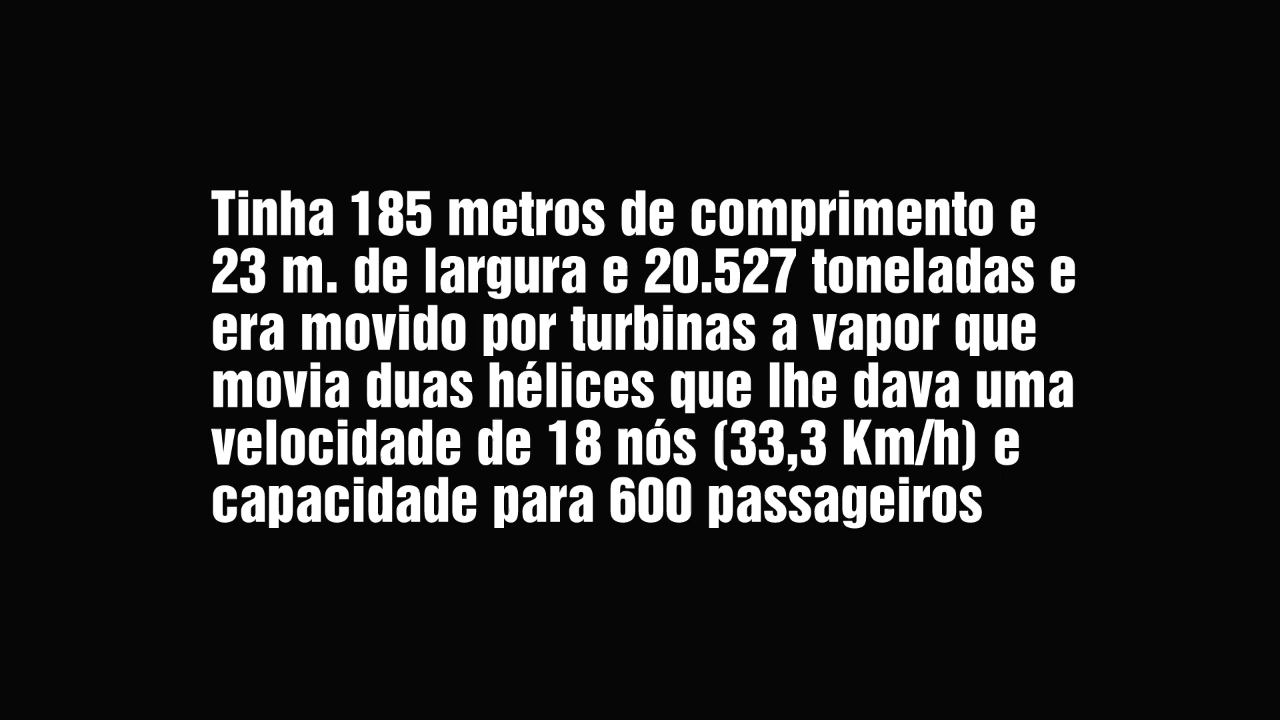 Tinha 185 metros de comprimento e
23 m. de largura e 20.527 toneladas e
era movido por turbinas a vapor que
movia duas hélices que lhe dava uma
velocidade de 18 nós (33,3 Km/h) e
capacidade para 600 passageiros